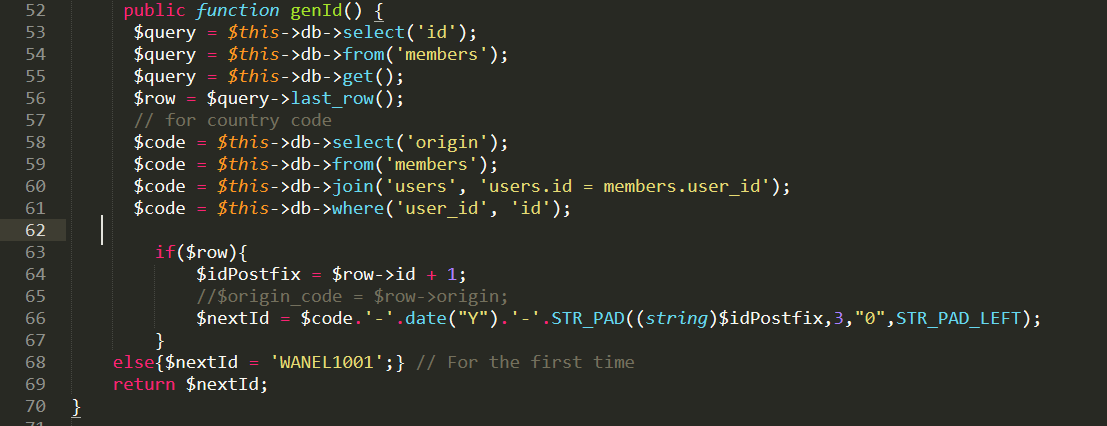 52 public function genId() {
53 $query = $this->db->select('id');
54 $query = $this->db->from('members');
55 $query = $this->db->get();
56 $row = $query->last_row();
57 // for country code
58 $code = $this->db->select('origin');
59 $code = $this->db->from('members');
60 $code = $this->db->join('users', 'users.id = members.user_id');
61 $code = $this->db->where('user_id', 'id');
62
63 if($row){
64 $idPostfix = $row->id + 1;
65 //$origin_code = $row->origin;
66 $nextId = $code.'-'.date("Y").'-'.STR_PAD((string)$idPostfix,3,"0",STR_PAD_LEFT);
67 }
68 else{$nextId = 'WANEL1001';} // For the first time
69 return $nextId;
70 }
71